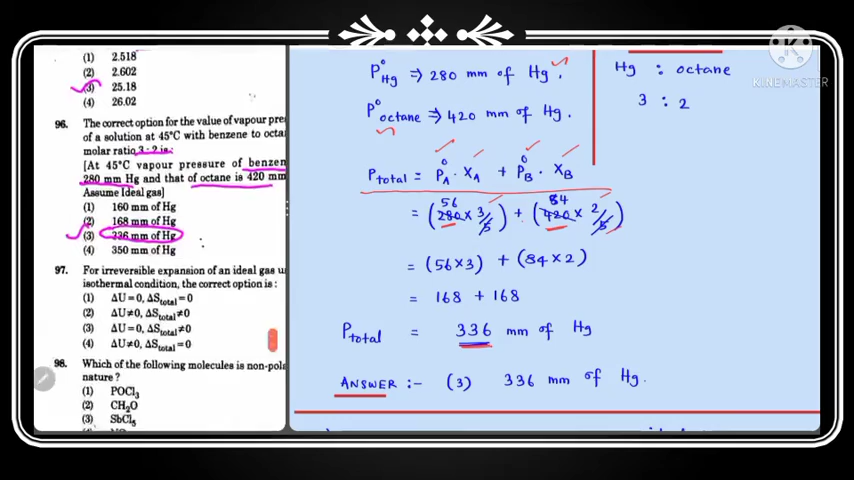 (1) 2.518
(2) 2.602
(3) 25.18
(4) 26.02
96. The correct option for the value of vapour pre
of a solution at 45°C with benzene to octa
molar ratio 3 : 2 is :
[At 45°C vapour pressure of benzen
280 mm Hg and that of octane is 420 mm
Assume Ideal gas]
(1) 160 mm of Hg
(2) 168 mm of Hg
(3) 336 mm of Hg
(4) 350 mm of Hg
97. For irreversible expansion of an ideal gas u
isothermal condition, the correct option is :
(1) ΔU = 0, ΔS total = 0
(2) ΔU ≠ 0, ΔS total ≠ 0
(3) ΔU = 0, ΔS total ≠ 0
(4) ΔU ≠ 0, ΔS total = 0
98. Which of the following molecules is non-pola
nature ?
(1) POCl3
(2) CH2O
(3) SbCl5
P°Hg ⇒ 280 mm of Hg.
P°octane ⇒ 420 mm of Hg.
Hg : octane
3 : 2
Ptotal = P°A . XA + P°B . XB
56 84
= (280 x 3/5) + (420 x 2/5)
= (56 x 3) + (84 x 2)
= 168 + 168
Ptotal = 336 mm of Hg
ANSWER :- (3) 336 mm of Hg.
K
KINEMASTER